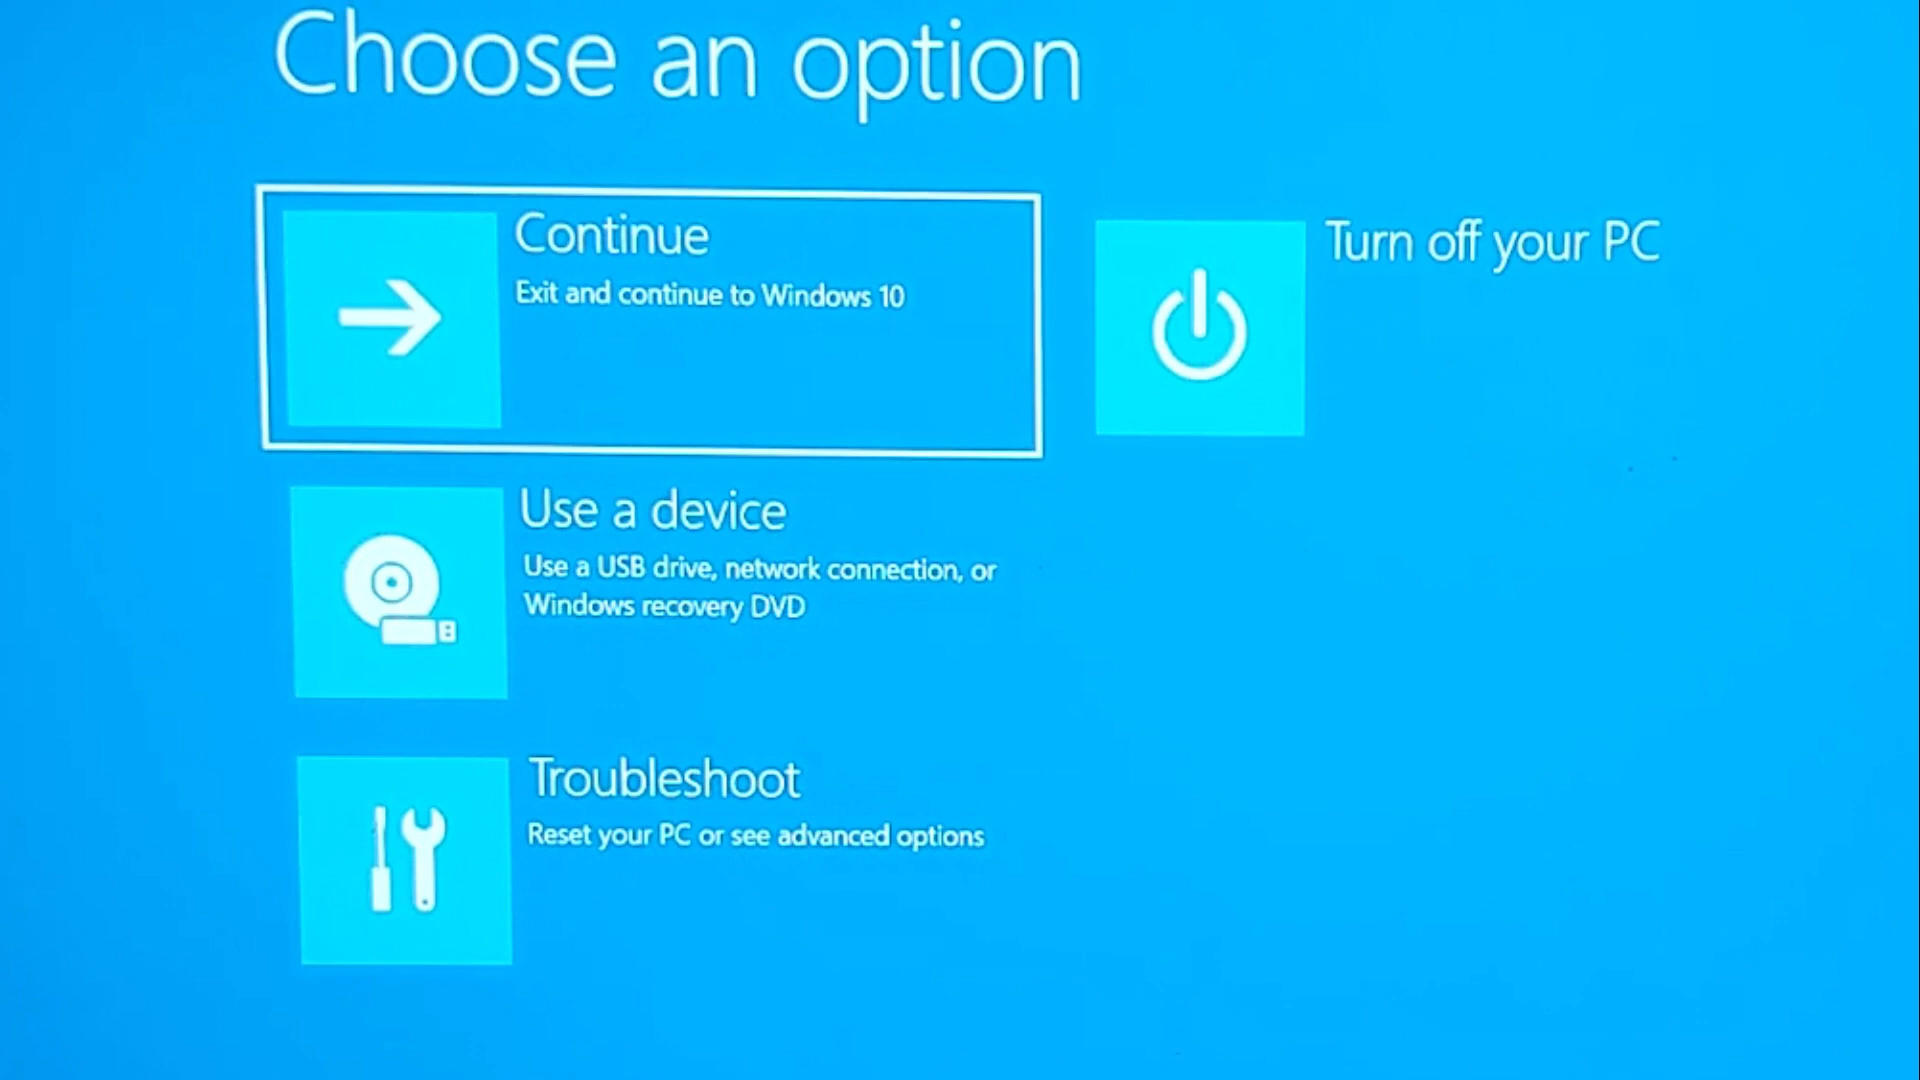 Choose an option
Continue
Exit and continue to Windows 10
Turn off your PC
Use a device
Use a USB drive, network connection, or
Windows recovery DVD
Troubleshoot
Reset your PC or see advanced options